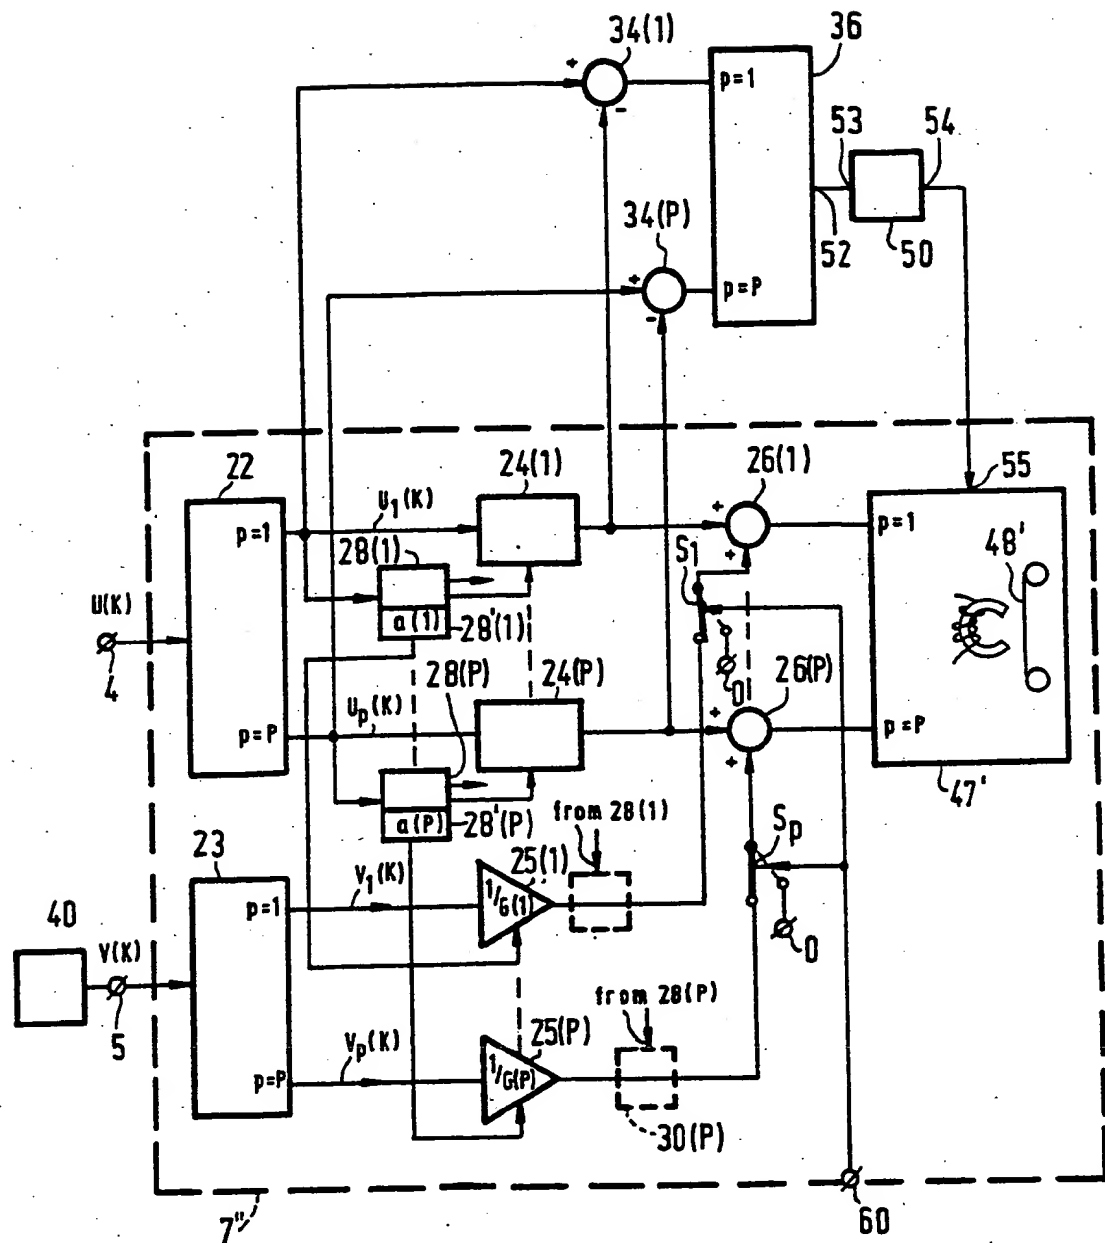 34(1)
36
+
-
p=1
53
54
34(P)
+
-
p=P
52
50
22
24(1)
26(1)
55
p=1
U₁(K)
+
+
p=1
28(1)
S1
48'
U(K)
a(1)
28'(1)
4
28(P)
24(P)
0
26(P)
p=P
Up(K)
+
+
p=P
47'
a(P)
28'(P)
from 28(1)
Sp
23
25(1)
V₁(K)
1/G(1)
p=1
40
V(K)
0
5
from 28(P)
25(P)
Vp(K)
1/G(P)
p=P
30(P)
7"
60